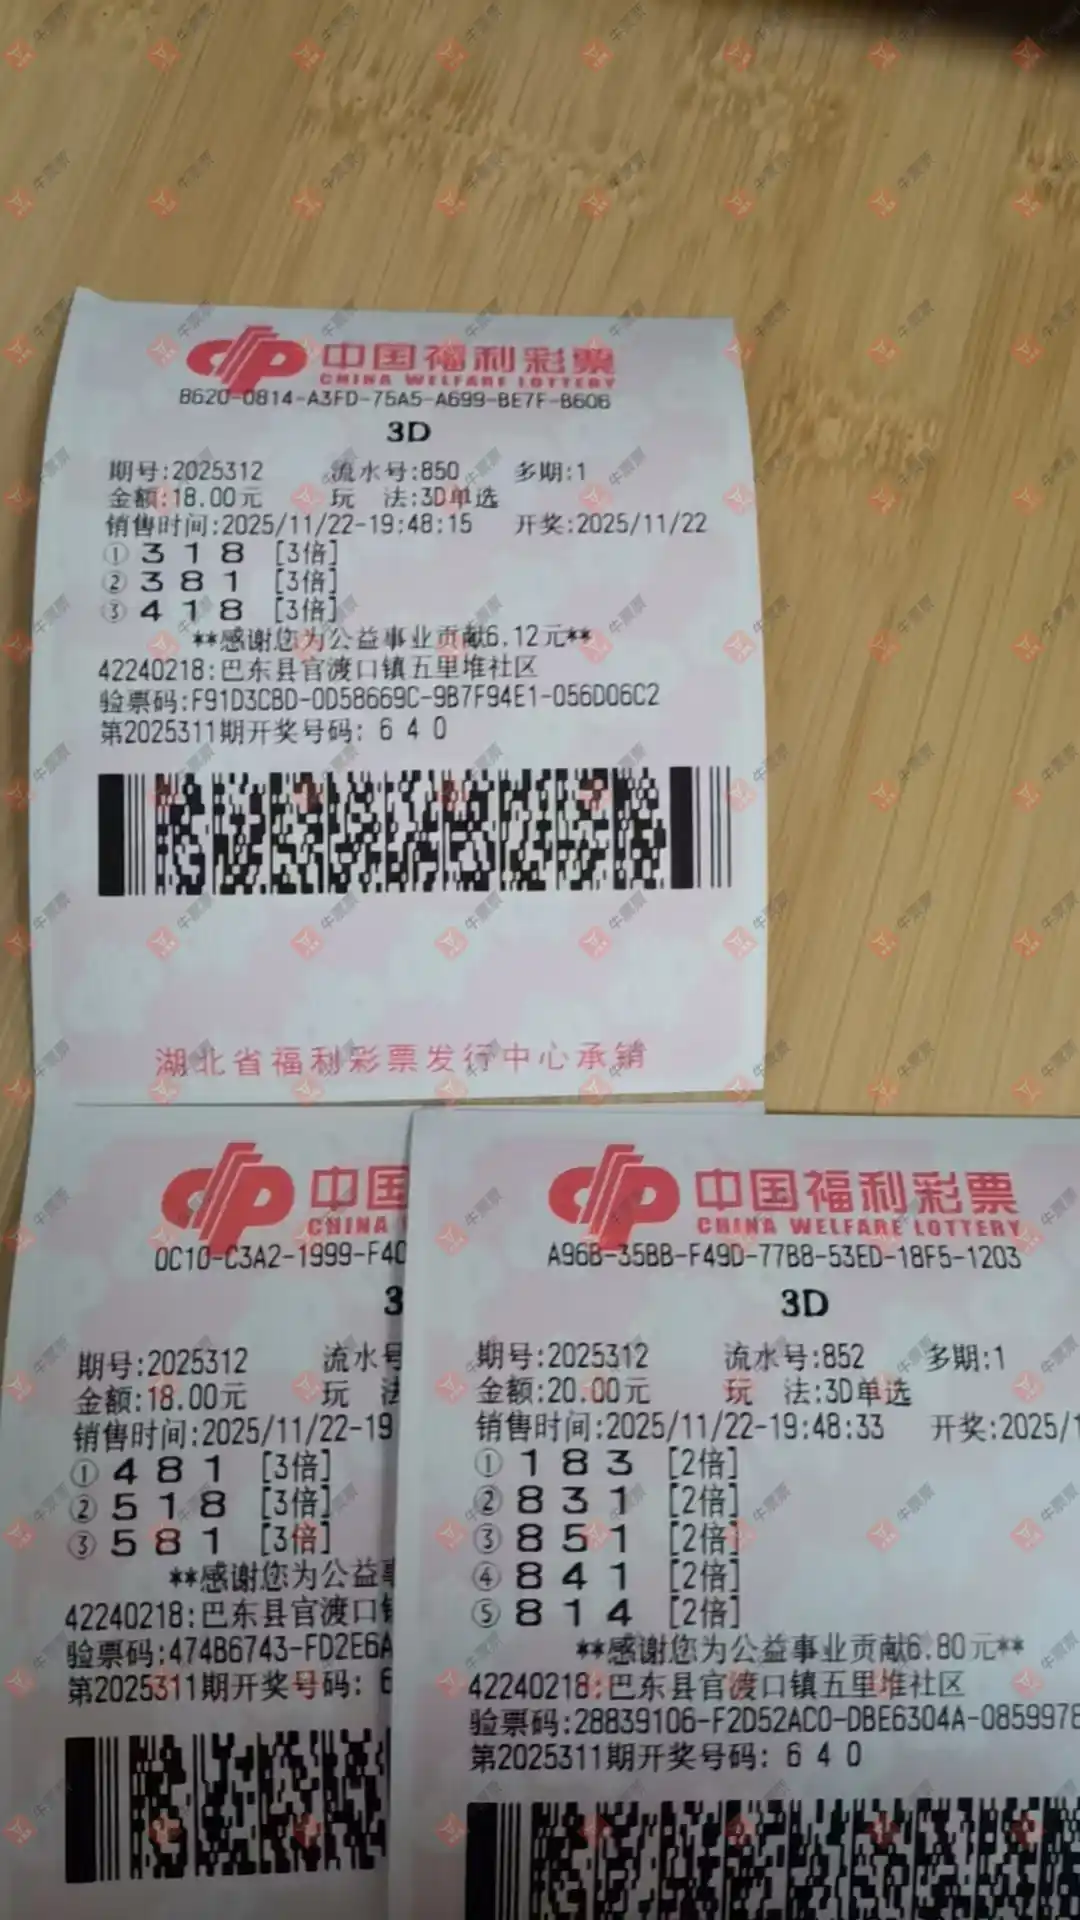 中国福利彩票
CHINA WELFARE LOTTERY
B620-0814-A3FD-75A5-A699-BE7F-B606
3D
期号:2025312 流水号:850 多期:1
金额:18.00元 玩 法:3D单选
销售时间:2025/11/22-19:48:15 开奖:2025/11/22
① 3 1 8 [3倍]
② 3 8 1 [3倍]
③ 4 1 8 [3倍]
**感谢您为公益事业贡献6.12元**
42240218:巴东县官渡口镇五里堆社区
验票码:F91D3CBD-0D58669C-9B7F94E1-056D06C2
第2025311期开奖号码: 6 4 0
湖北省福利彩票发行中心承销
中国
CHINA
0C10-C3A2-1999-F40
3
期号:2025312 流水号
金额:18.00元 玩 法
销售时间:2025/11/22-19
① 4 8 1 [3倍]
② 5 1 8 [3倍]
③ 5 8 1 [3倍]
**感谢您为公益事
42240218:巴东县官渡口镇
验票码:474B6743-FD2E6A
第2025311期开奖号码: 6
中国福利彩票
CHINA WELFARE LOTTERY
A96B-35BB-F49D-77B8-53ED-18F5-1203
3D
期号:2025312 流水号:852 多期:1
金额:20.00元 玩 法:3D单选
销售时间:2025/11/22-19:48:33 开奖:2025/1
① 1 8 3 [2倍]
② 8 3 1 [2倍]
③ 8 5 1 [2倍]
④ 8 4 1 [2倍]
⑤ 8 1 4 [2倍]
**感谢您为公益事业贡献6.80元**
42240218:巴东县官渡口镇五里堆社区
验票码:28839106-F2D52AC0-DBE6304A-0859978
第2025311期开奖号码: 6 4 0
牛票票